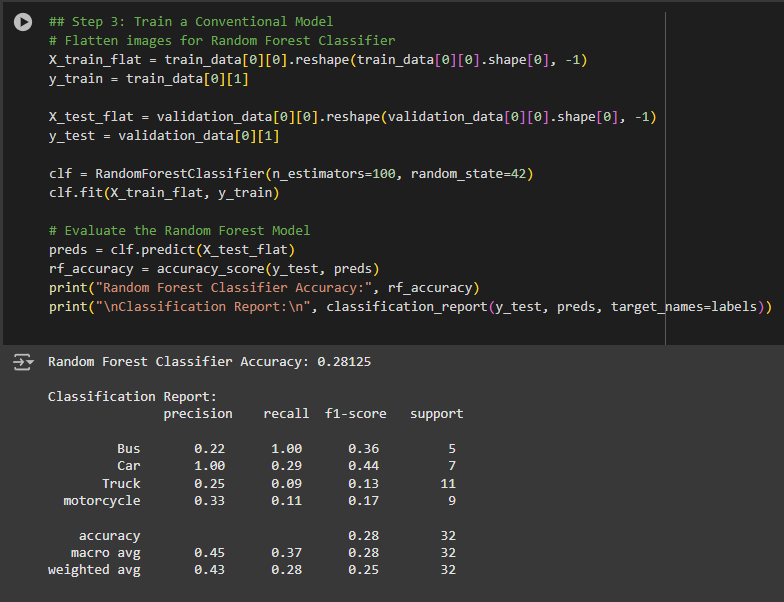 ## Step 3: Train a Conventional Model
# Flatten images for Random Forest Classifier
X_train_flat = train_data[0][0].reshape(train_data[0][0].shape[0], -1)
y_train = train_data[0][1]
X_test_flat = validation_data[0][0].reshape(validation_data[0][0].shape[0], -1)
y_test = validation_data[0][1]
clf = RandomForestClassifier(n_estimators=100, random_state=42)
clf.fit(X_train_flat, y_train)
# Evaluate the Random Forest Model
preds = clf.predict(X_test_flat)
rf_accuracy = accuracy_score(y_test, preds)
print("Random Forest Classifier Accuracy:", rf_accuracy)
print("\nClassification Report:\n", classification_report(y_test, preds, target_names=labels))
Random Forest Classifier Accuracy: 0.28125
Classification Report:
precision recall f1-score support
Bus 0.22 1.00 0.36 5
Car 1.00 0.29 0.44 7
Truck 0.25 0.09 0.13 11
motorcycle 0.33 0.11 0.17 9
accuracy 0.28 32
macro avg 0.45 0.37 0.28 32
weighted avg 0.43 0.28 0.25 32